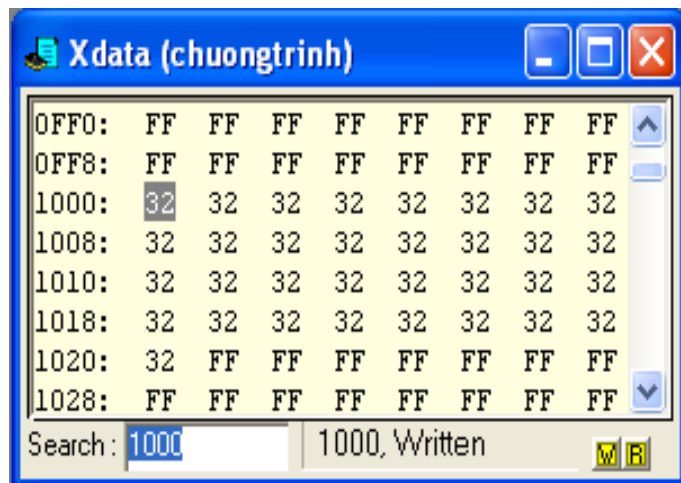 Xdata (chuongtrinh)
0FF0: FF FF FF FF FF FF FF FF
0FF8: FF FF FF FF FF FF FF FF
1000: 32 32 32 32 32 32 32 32
1008: 32 32 32 32 32 32 32 32
1010: 32 32 32 32 32 32 32 32
1018: 32 32 32 32 32 32 32 32
1020: 32 FF FF FF FF FF FF FF
1028: FF FF FF FF FF FF FF FF
Search : 1000 1000, Written W R